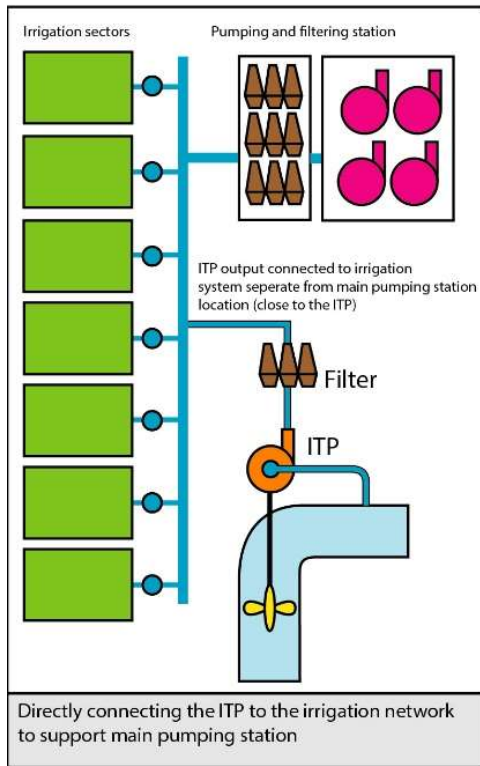 Irrigation sectors
Pumping and filtering station
ITP output connected to irrigation
system seperate from main pumping station
location (close to the ITP)
Filter
ITP
Directly connecting the ITP to the irrigation network
to support main pumping station